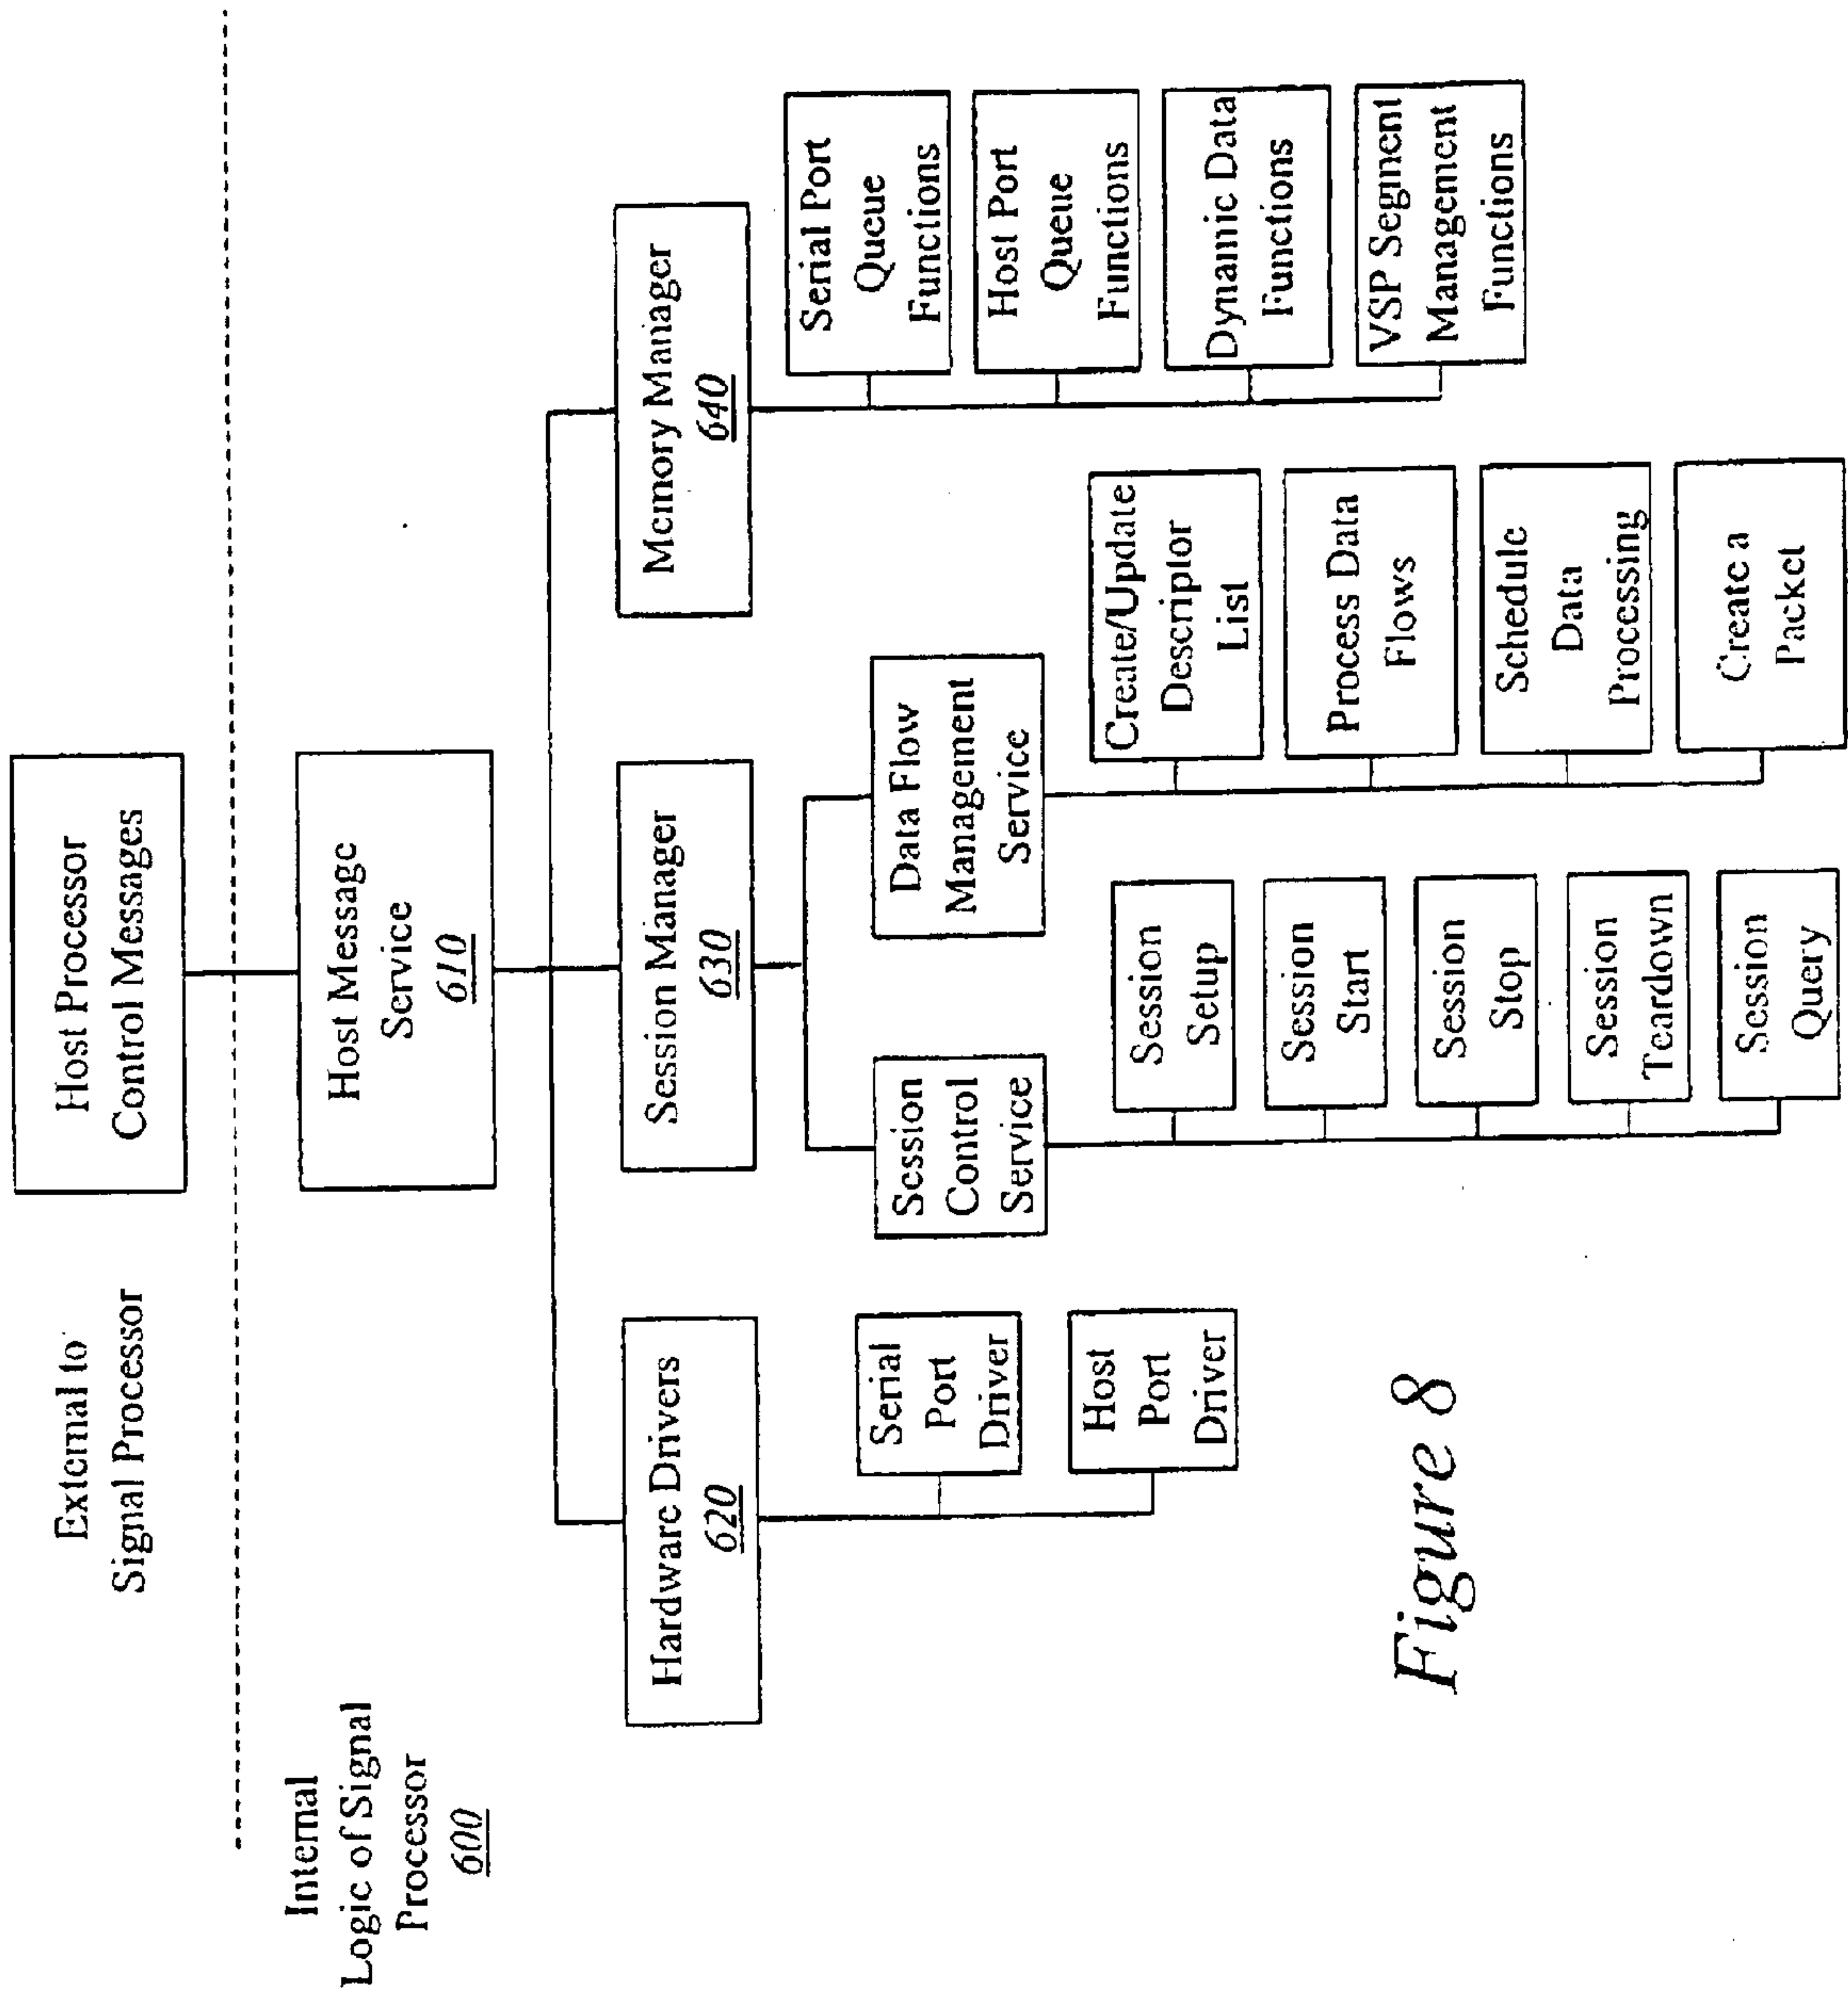 External to
Signal Processor
Host Processor
Control Messages
Internal
Logic of Signal
Processor
600
Host Message
Service
610
Hardware Drivers
620
Session Manager
630
Memory Manager
640
Serial
Port
Driver
Host
Port
Driver
Session
Control
Service
Data Flow
Management
Service
Session
Setup
Session
Start
Session
Stop
Session
Teardown
Session
Query
Create/Update
Descriptor
List
Process Data
Flows
Schedule
Data
Processing
Create a
Packet
Serial Port
Queue
Functions
Host Port
Queue
Functions
Dynamic Data
Functions
VSP Segment
Management
Functions
Figure 8